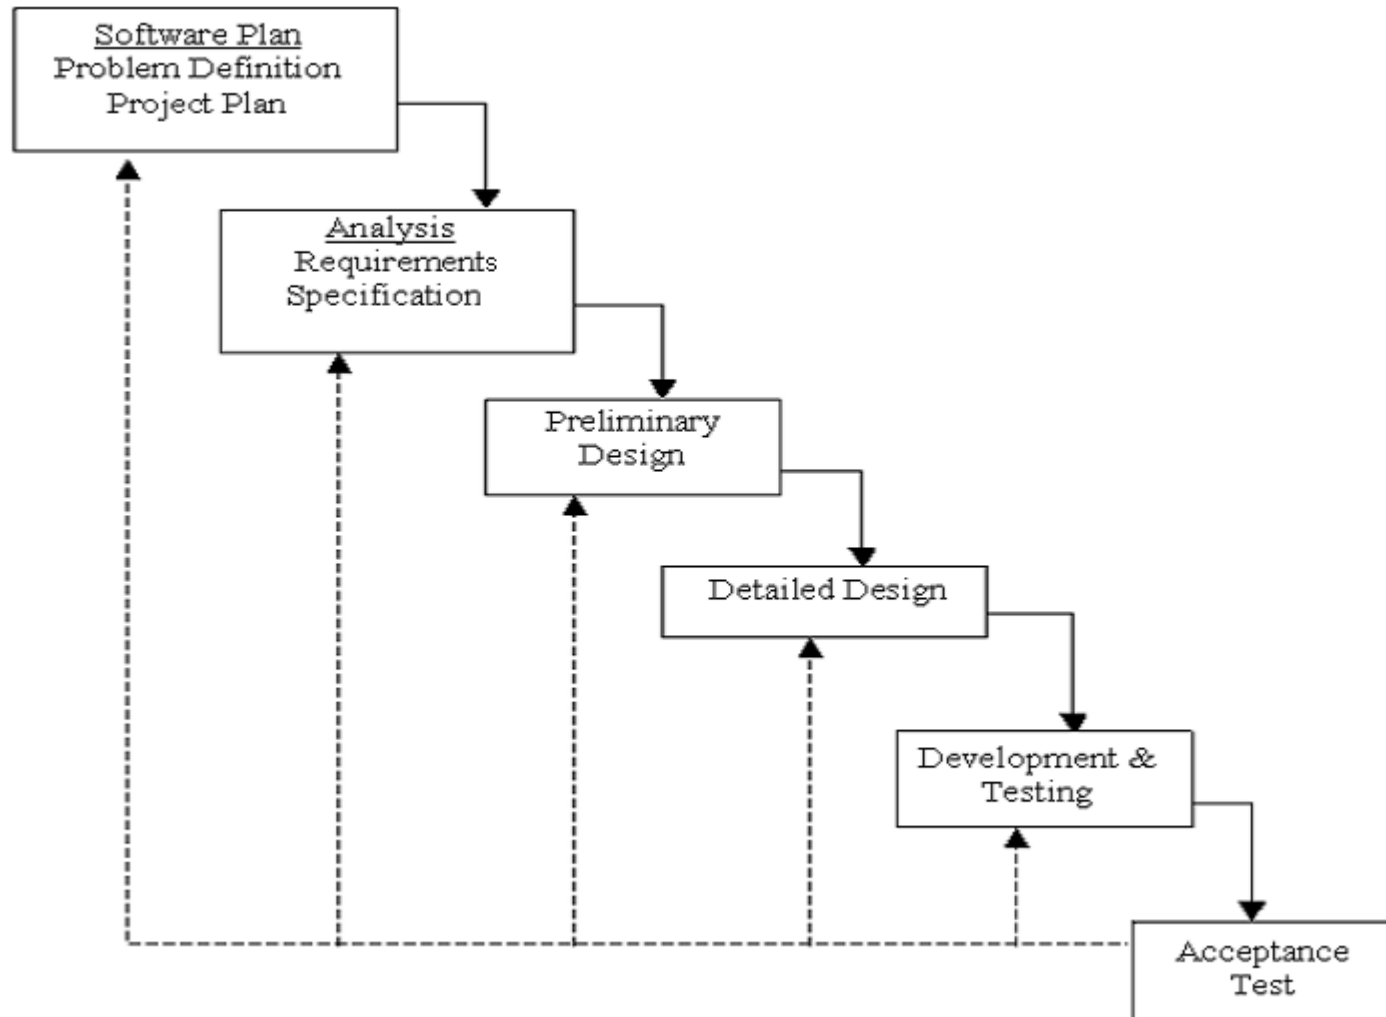 Software Plan
Problem Definition
Project Plan
Analysis
Requirements
Specification
Preliminary
Design
Detailed Design
Development &
Testing
Acceptance
Test